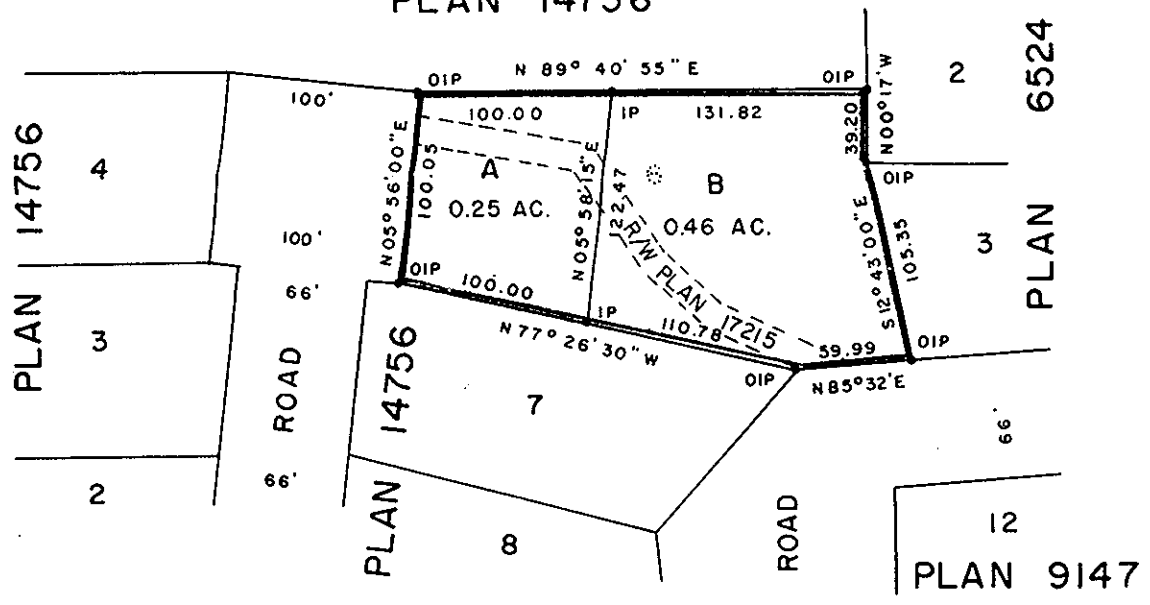 PLAN 14756
N 89° 40' 55" E
OIP
OIP
100'
100.00
IP
131.82
2
PLAN 6524
39.20
N00°17'W
PLAN 14756
4
N05°56'00"E
100.05
A
0.25 AC.
N05°58'15"E
122.47
B
0.46 AC.
OIP
R/W PLAN 17215
S12°43'00"E
105.35
3
100'
OIP
66'
100.00
IP
N 77° 26' 30" W
110.78
59.99
OIP
OIP
N85°32'E
3
ROAD
PLAN 14756
7
66'
66'
2
8
ROAD
12
PLAN 9147